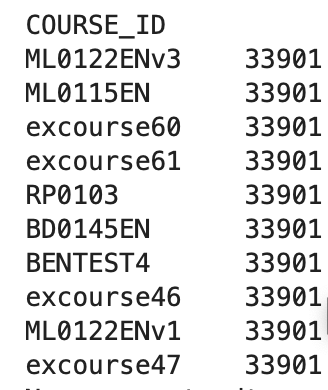 COURSE_ID
ML0122ENv3 33901
ML0115EN 33901
excourse60 33901
excourse61 33901
RP0103 33901
BD0145EN 33901
BENTEST4 33901
excourse46 33901
ML0122ENv1 33901
excourse47 33901